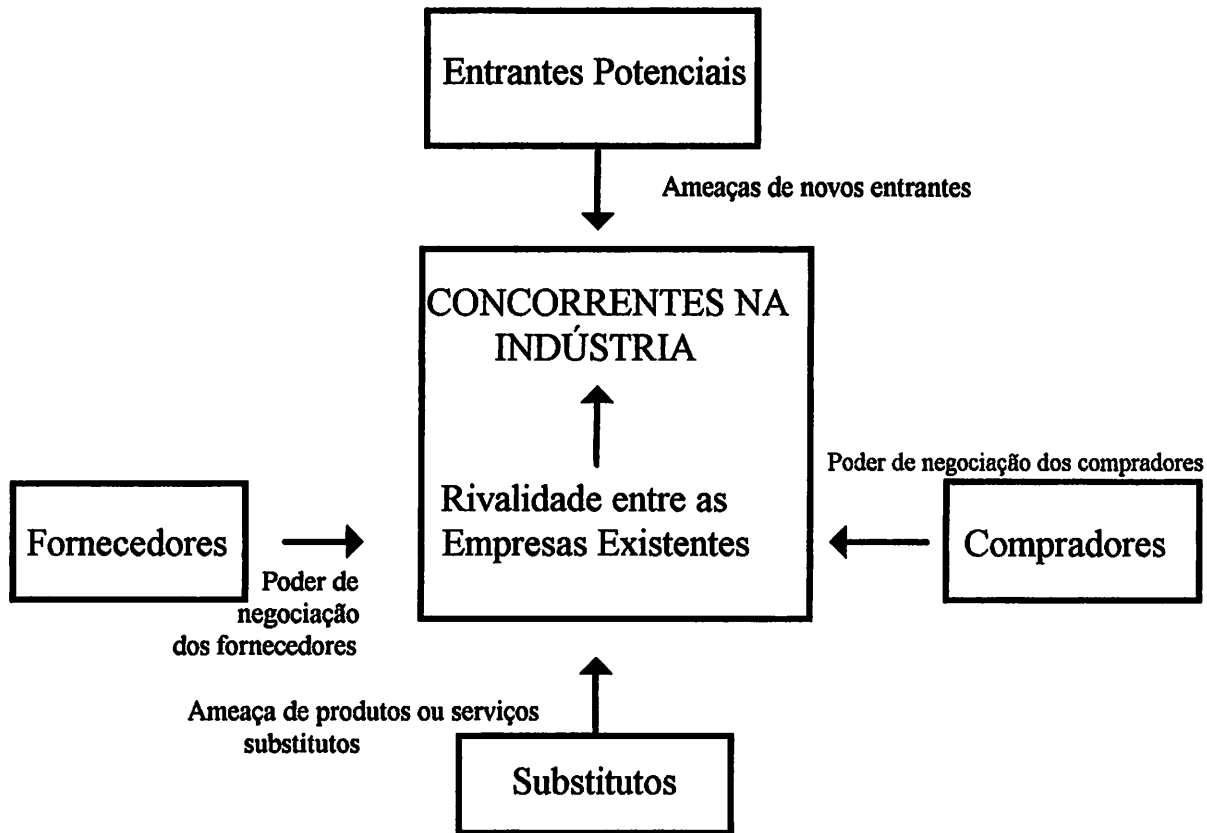 Entrantes Potenciais
Ameaças de novos entrantes
CONCORRENTES NA
INDÚSTRIA
Rivalidade entre as
Empresas Existentes
Fornecedores
Poder de
negociação
dos fornecedores
Poder de negociação dos compradores
Compradores
Ameaça de produtos ou serviços
substitutos
Substitutos